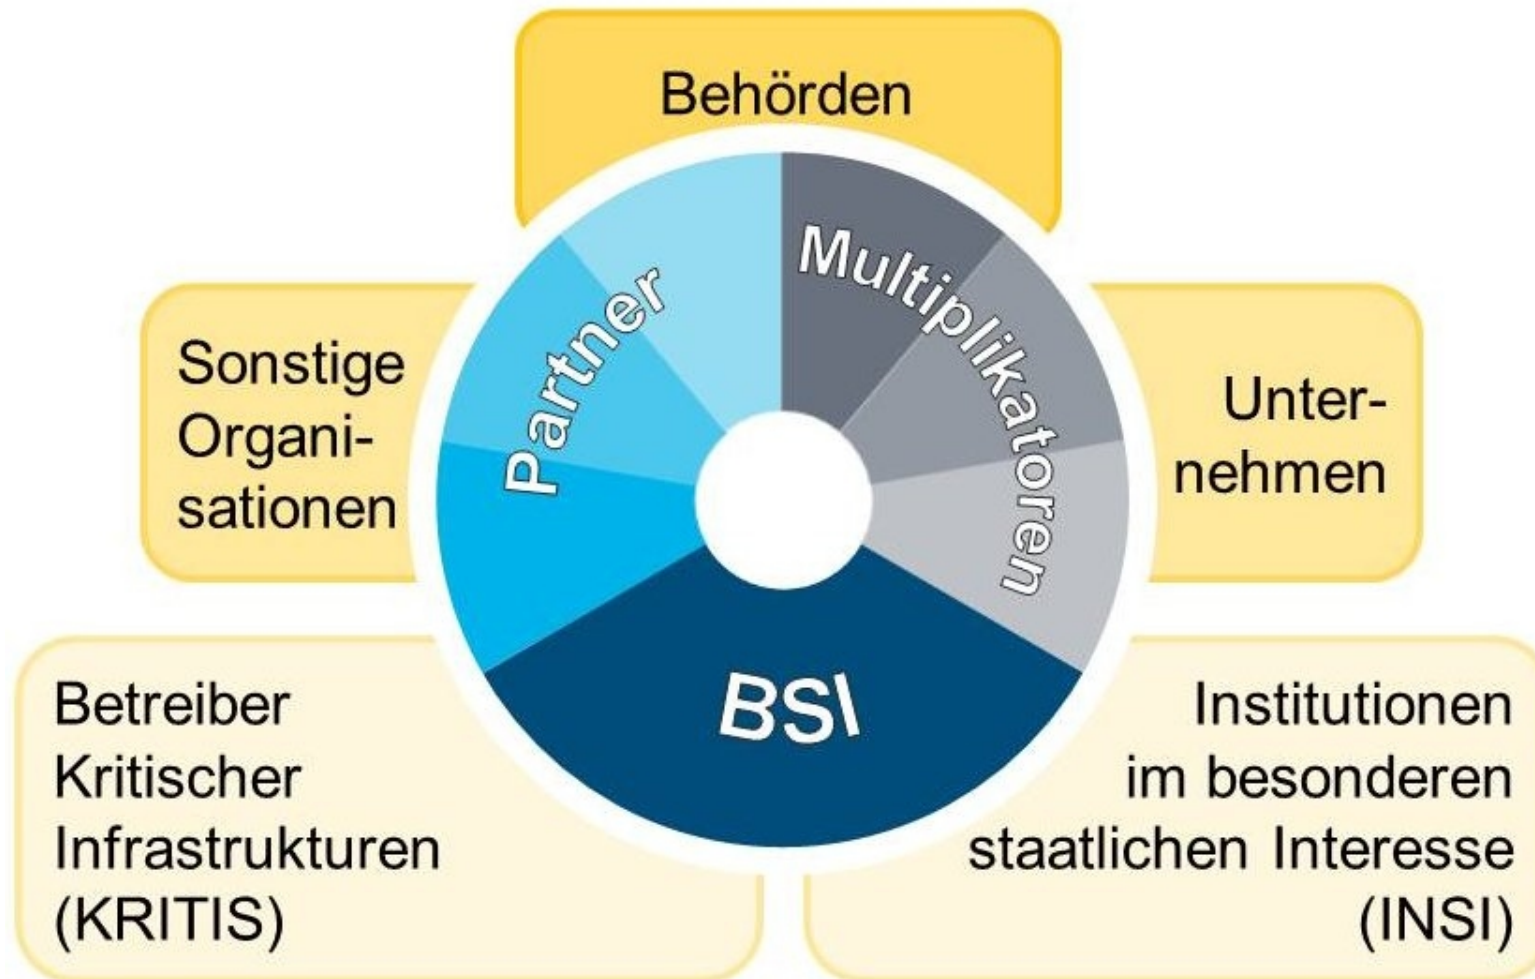 Behörden
Partner
Multiplikatoren
Sonstige
Organi-
sationen
Unter-
nehmen
BSI
Betreiber
Kritischer
Infrastrukturen
(KRITIS)
Institutionen
im besonderen
staatlichen Interesse
(INSI)